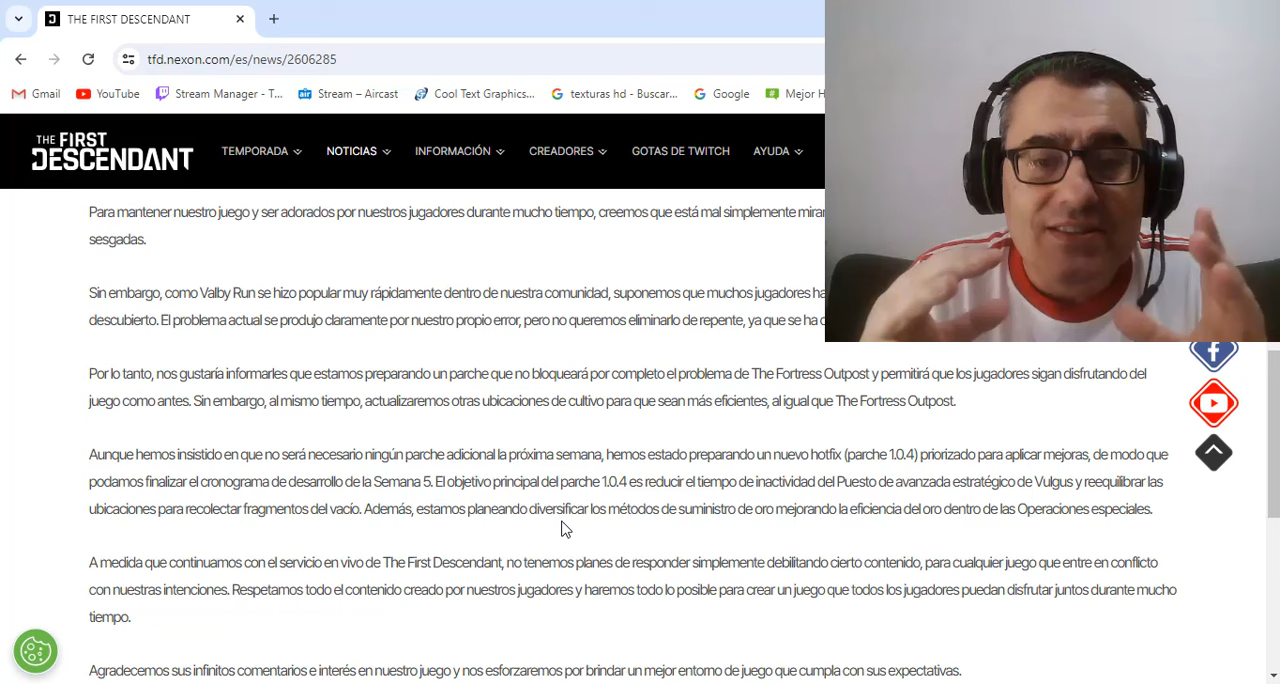 THE FIRST DESCENDANT
tfd.nexon.com/es/news/2606285
Gmail
YouTube
Stream Manager - T...
Stream – Aircast
Cool Text Graphics...
texturas hd - Buscar...
Google
Mejor H
THE FIRST
DESCENDANT
TEMPORADA
NOTICIAS
INFORMACIÓN
CREADORES
GOTAS DE TWITCH
AYUDA
Para mantener nuestro juego y ser adorados por nuestros jugadores durante mucho tiempo, creemos que está mal simplemente mirar
sesgadas.
Sin embargo, como Valby Run se hizo popular muy rápidamente dentro de nuestra comunidad, suponemos que muchos jugadores ha
descubierto. El problema actual se produjo claramente por nuestro propio error, pero no queremos eliminarlo de repente, ya que se ha
Por lo tanto, nos gustaría informarles que estamos preparando un parche que no bloqueará por completo el problema de The Fortress Outpost y permitirá que los jugadores sigan disfrutando del
juego como antes. Sin embargo, al mismo tiempo, actualizaremos otras ubicaciones de cultivo para que sean más eficientes, al igual que The Fortress Outpost.
Aunque hemos insistido en que no será necesario ningún parche adicional la próxima semana, hemos estado preparando un nuevo hotfix (parche 1.0.4) priorizado para aplicar mejoras, de modo que
podamos finalizar el cronograma de desarrollo de la Semana 5. El objetivo principal del parche 1.0.4 es reducir el tiempo de inactividad del Puesto de avanzada estratégico de Vulgus y reequilibrar las
ubicaciones para recolectar fragmentos del vacío. Además, estamos planeando diversificar los métodos de suministro de oro mejorando la eficiencia del oro dentro de las Operaciones especiales.
A medida que continuamos con el servicio en vivo de The First Descendant, no tenemos planes de responder simplemente debilitando cierto contenido, para cualquier juego que entre en conflicto
con nuestras intenciones. Respetamos todo el contenido creado por nuestros jugadores y haremos todo lo posible para crear un juego que todos los jugadores puedan disfrutar juntos durante mucho
tiempo.
Agradecemos sus infinitos comentarios e interés en nuestro juego y nos esforzaremos por brindar un mejor entorno de juego que cumpla con sus expectativas.